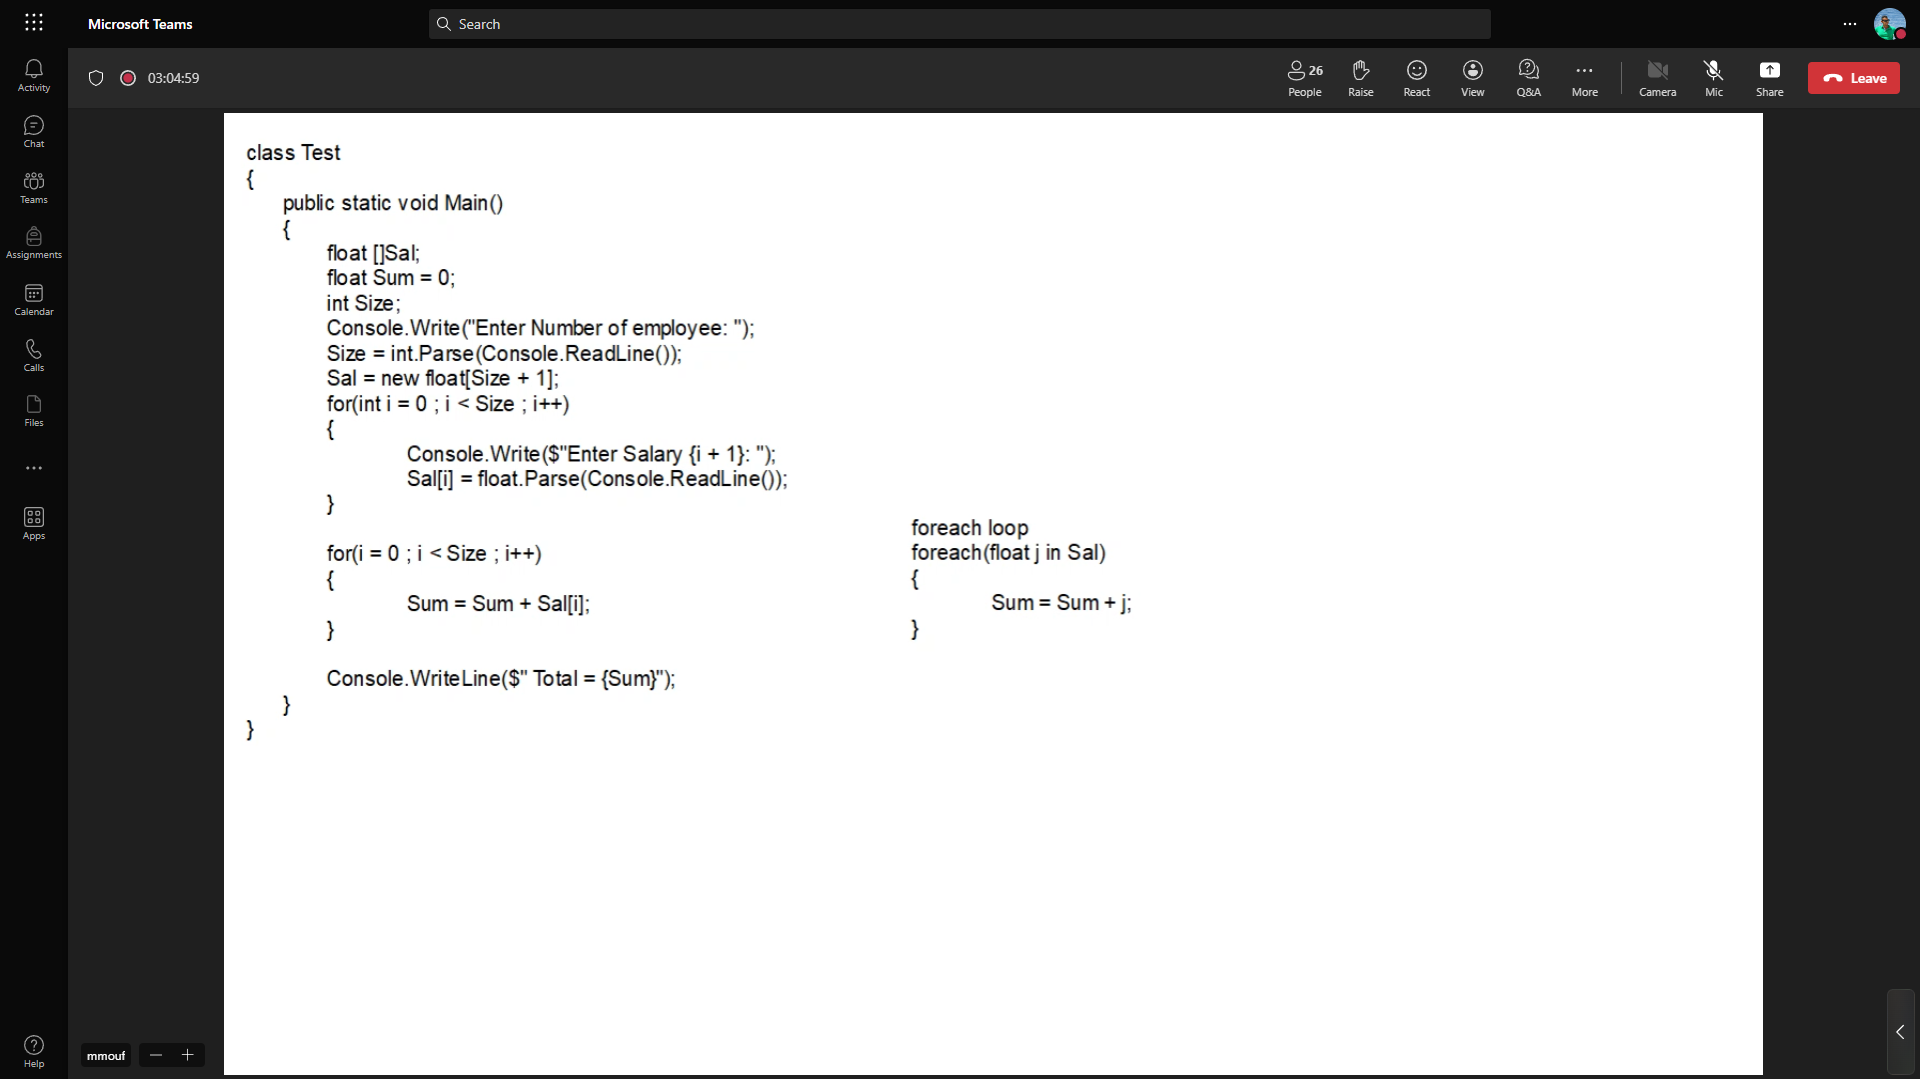 Microsoft Teams
Search
03:04:59
26
People
Raise
React
View
Q&A
More
Camera
Mic
Share
Leave
Activity
Chat
Teams
Assignments
Calendar
Calls
Files
Apps
Help
class Test
{
public static void Main()
{
float []Sal;
float Sum = 0;
int Size;
Console.Write("Enter Number of employee: ");
Size = int.Parse(Console.ReadLine());
Sal = new float[Size + 1];
for(int i = 0 ; i < Size ; i++)
{
Console.Write($"Enter Salary {i + 1}: ");
Sal[i] = float.Parse(Console.ReadLine());
}
for(i = 0 ; i < Size ; i++)
{
Sum = Sum + Sal[i];
}
Console.WriteLine($" Total = {Sum}");
}
}
foreach loop
foreach(float j in Sal)
{
Sum = Sum + j;
}
mmouf